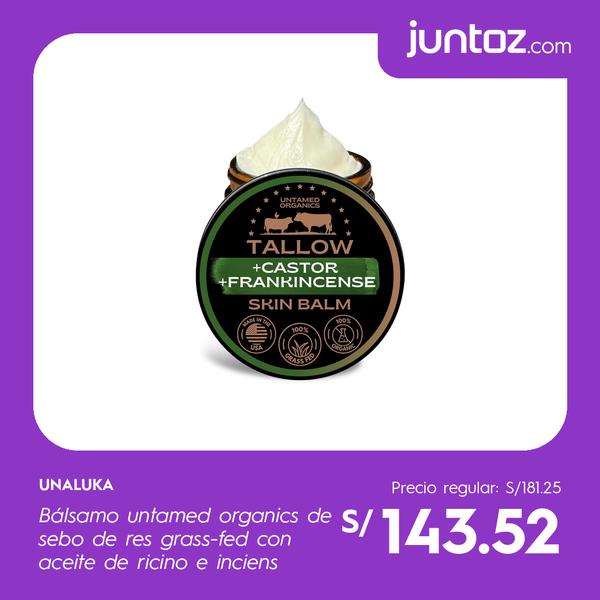 juntoz.com
UNTAMED
ORGANICS
TALLOW
+CASTOR
+FRANKINCENSE
SKIN BALM
MADE IN THE
USA
100%
GRASS FED
100%
ORGANIC
UNALUKA
Precio regular: S/181.25
Bálsamo untamed organics de
sebo de res grass-fed con
aceite de ricino e inciens
S/143.52